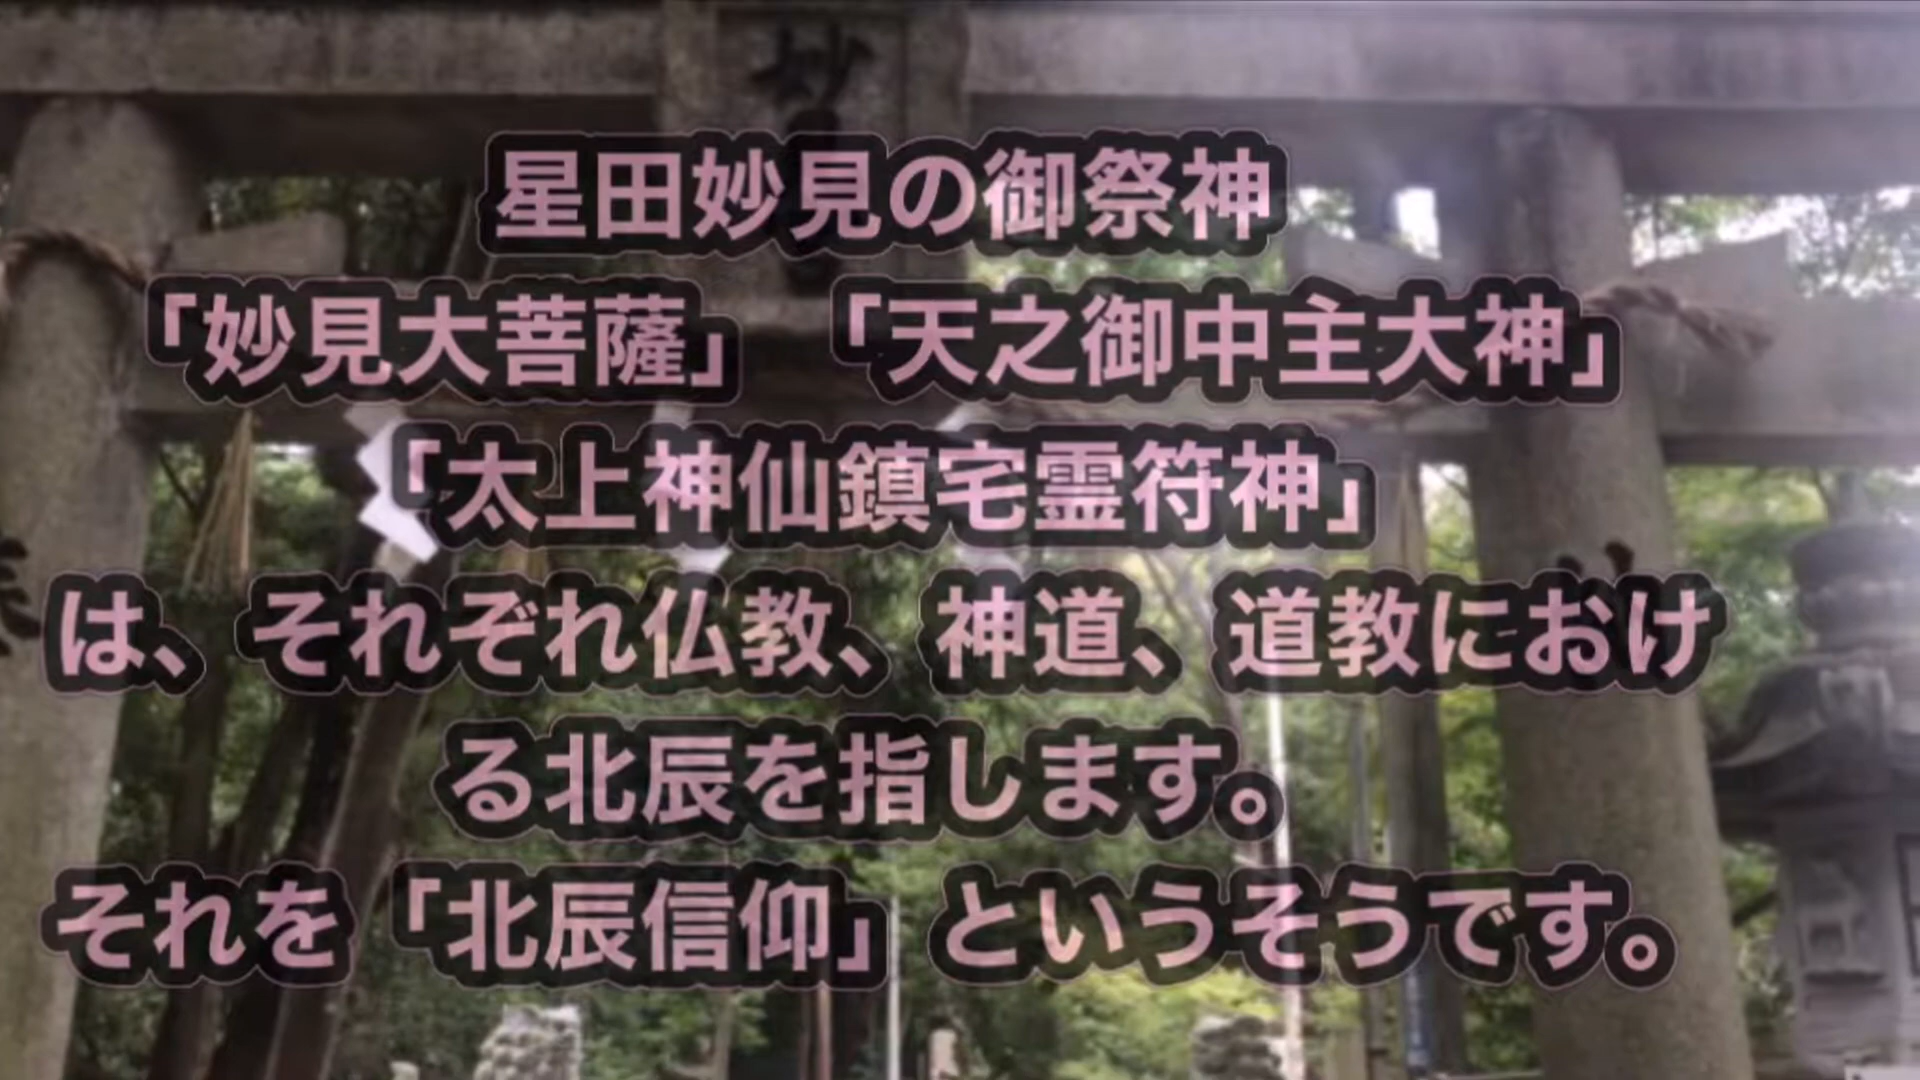 妙
星田妙見の御祭神
「妙見大菩薩」「天之御中主大神」
「太上神仙鎮宅霊符神」
は、それぞれ仏教、神道、道教におけ
る北辰を指します。
それを「北辰信仰」というそうです。